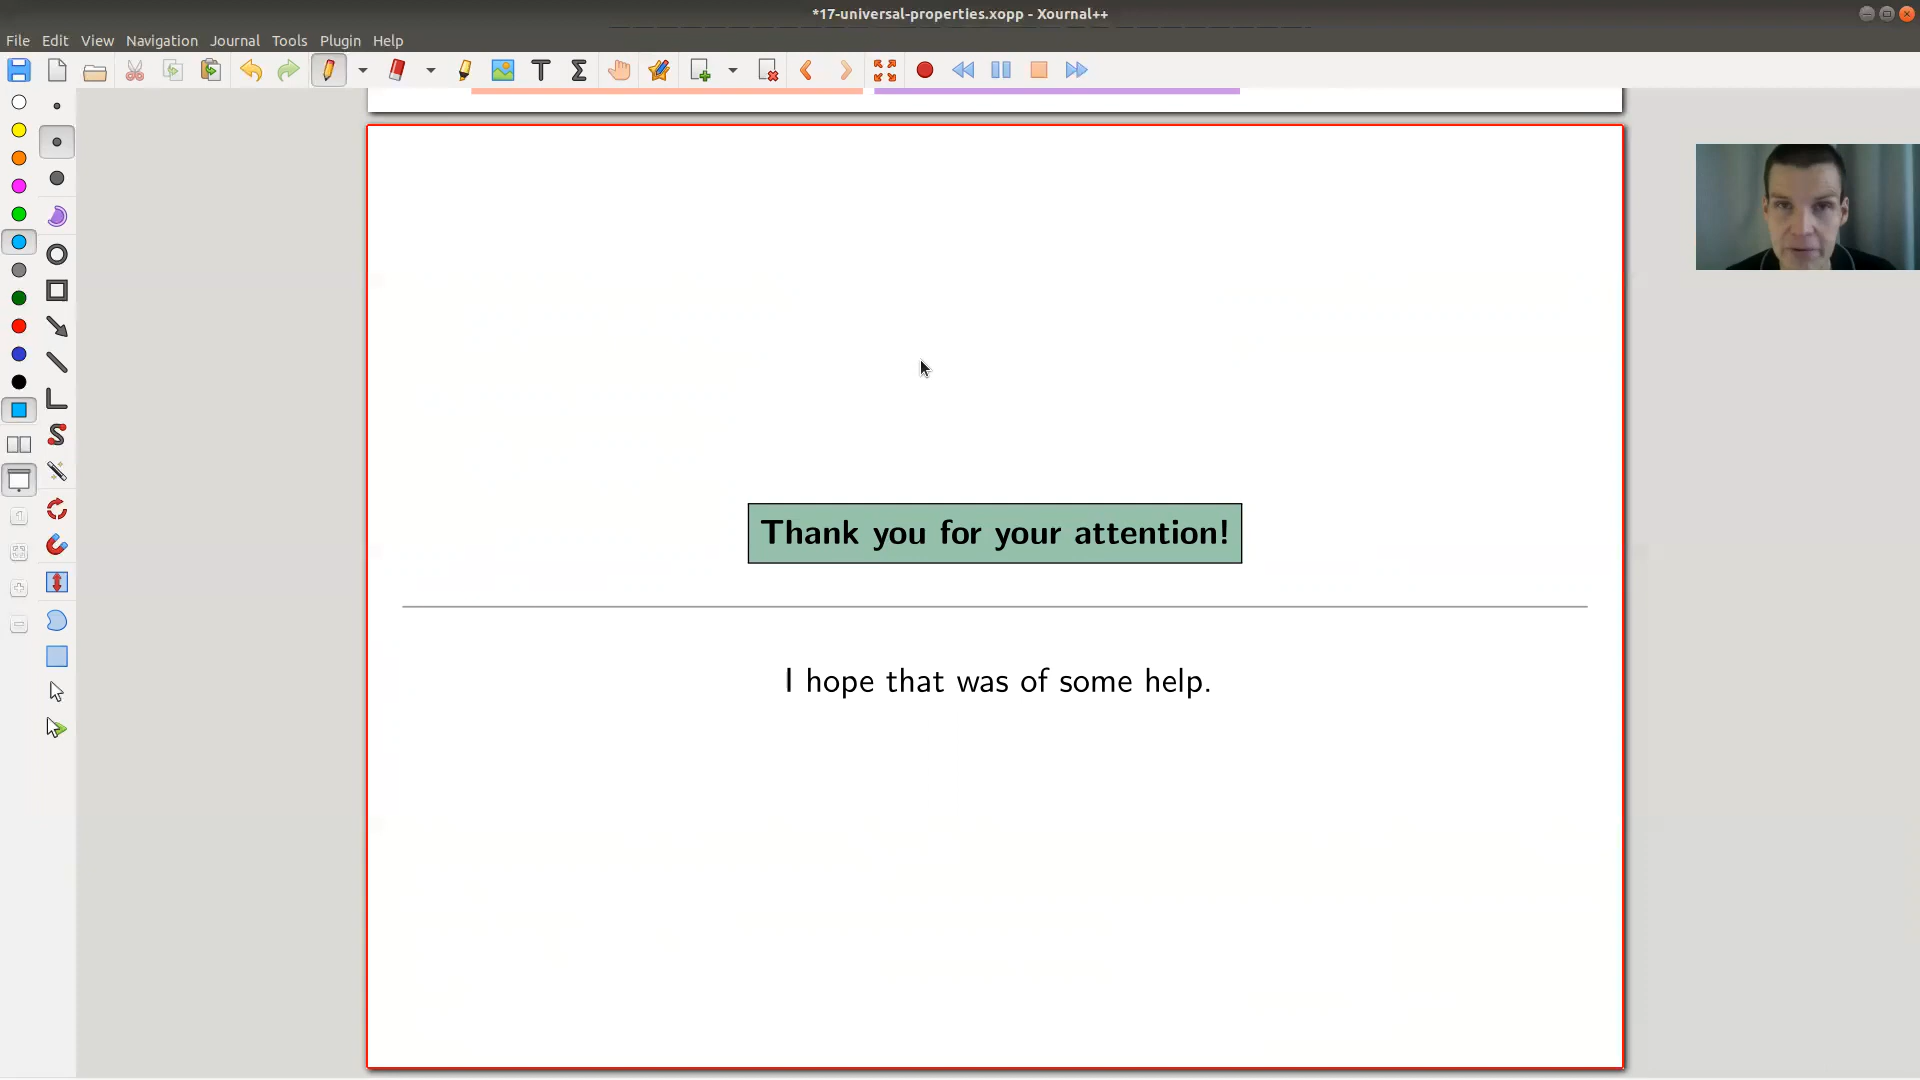 *17-universal-properties.xopp - Xournal++
File Edit View Navigation Journal Tools Plugin Help
Thank you for your attention!
I hope that was of some help.